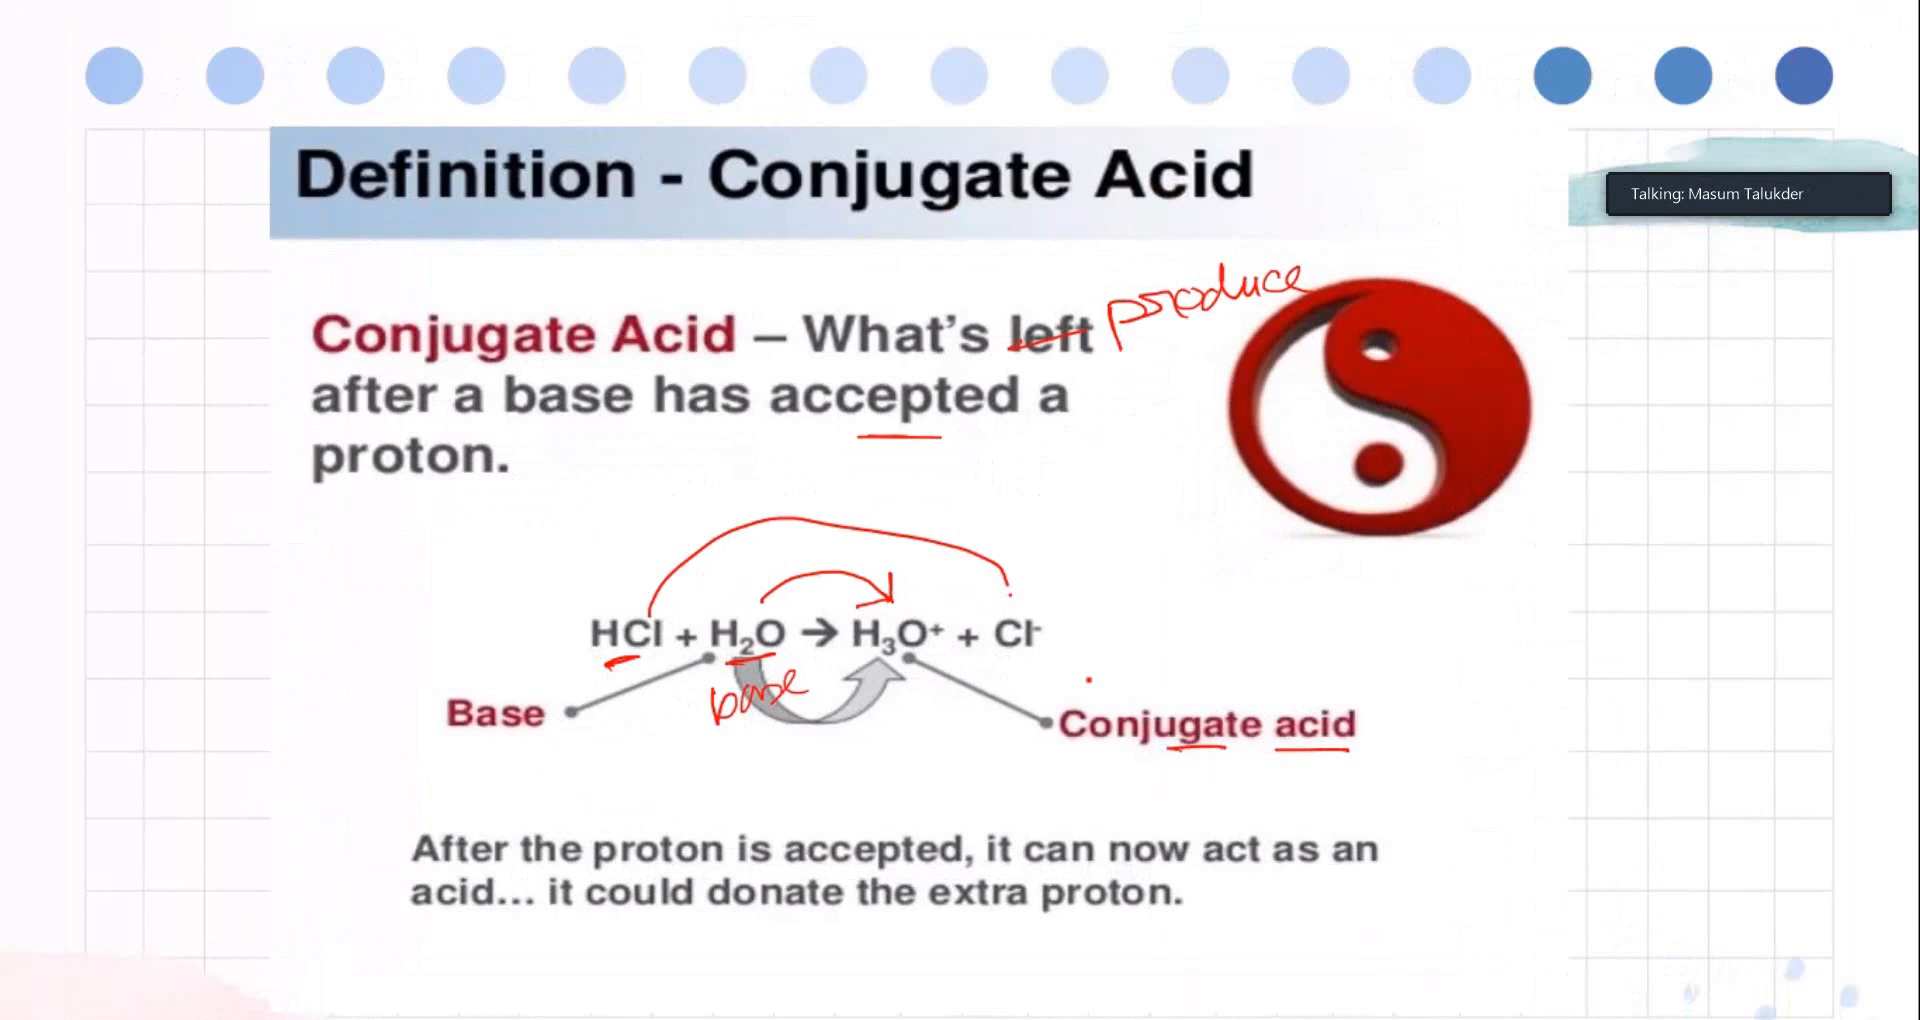 Definition - Conjugate Acid
Talking: Masum Talukder
produce
Conjugate Acid – What's left
after a base has accepted a
proton.
HCl + H₂O → H₃O⁺ + Cl⁻
base
Base
Conjugate acid
After the proton is accepted, it can now act as an
acid... it could donate the extra proton.